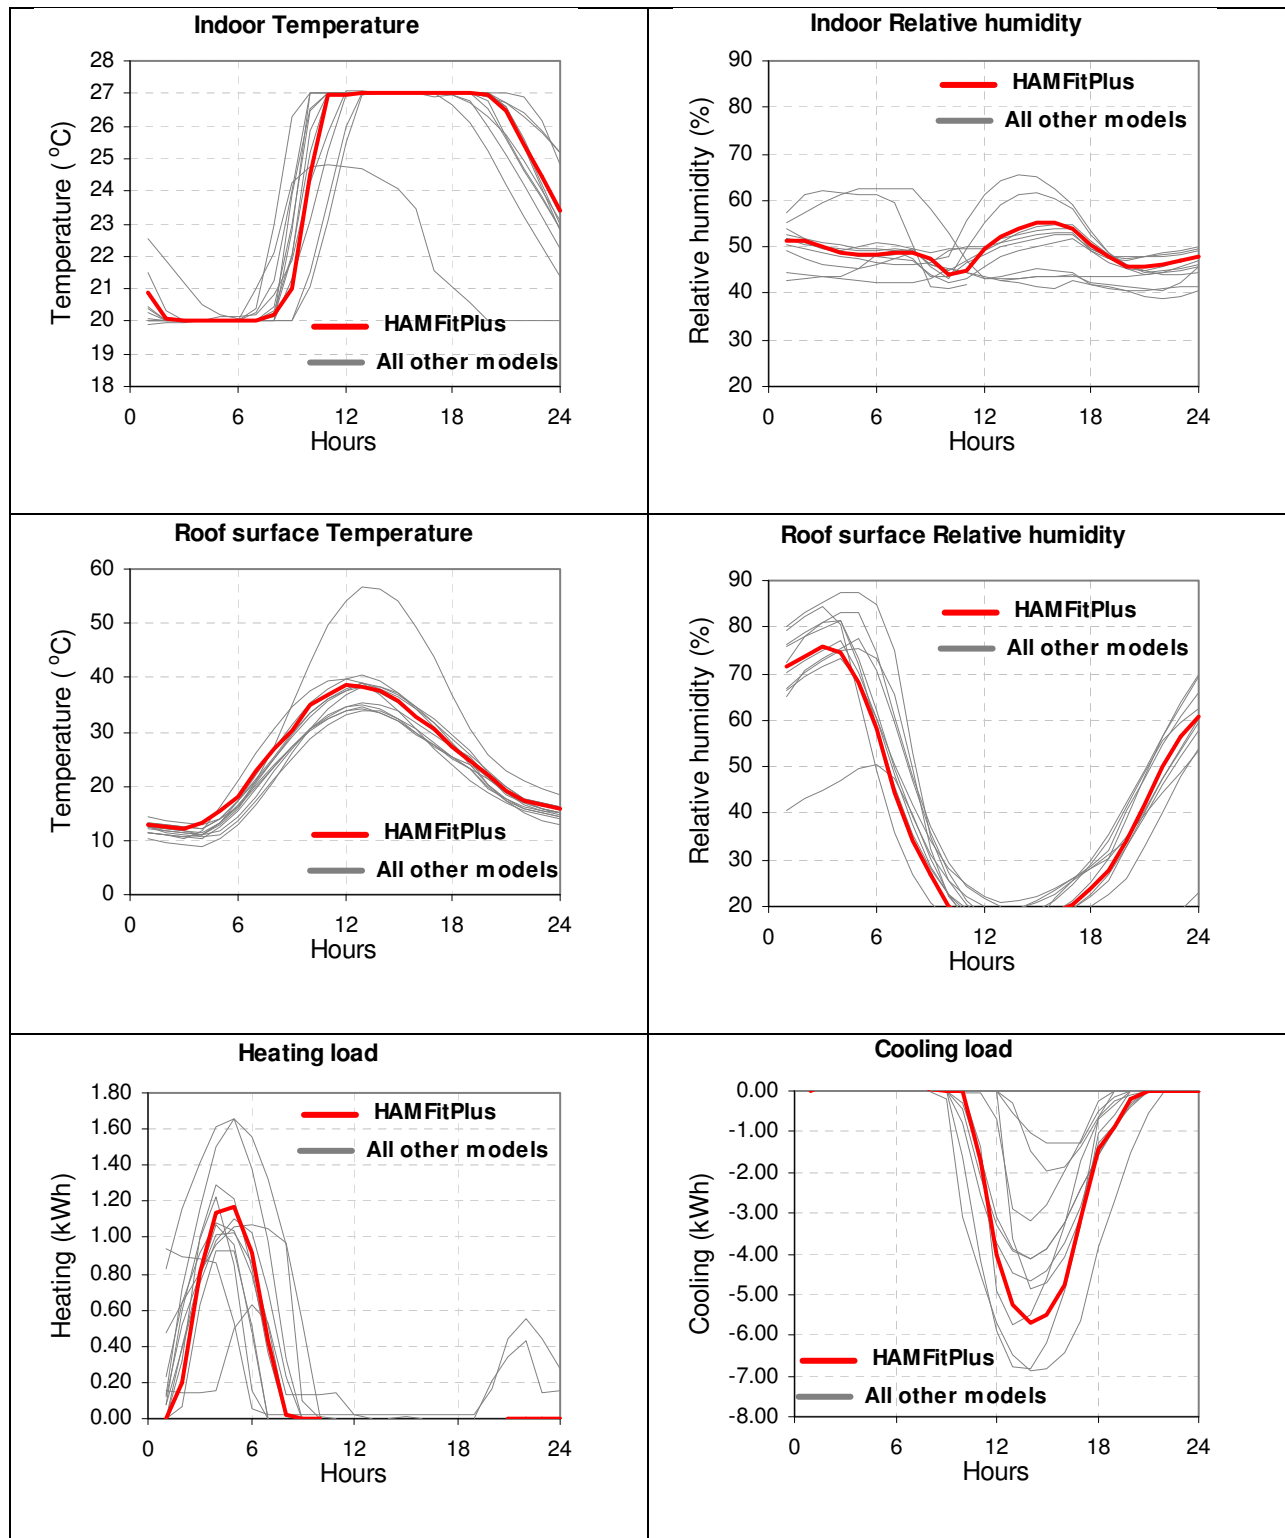 Indoor Temperature
28
27
26
25
24
23
22
21
20
19
18
Temperature ( ºC)
HAMFitPlus
All other models
0 6 12 18 24
Hours
Indoor Relative humidity
90
80
70
60
50
40
30
20
Relative humidity (%)
HAMFitPlus
All other models
0 6 12 18 24
Hours
Roof surface Temperature
60
50
40
30
20
10
0
Temperature ( ºC)
HAMFitPlus
All other models
0 6 12 18 24
Hours
Roof surface Relative humidity
90
80
70
60
50
40
30
20
Relative humidity (%)
HAMFitPlus
All other models
0 6 12 18 24
Hours
Heating load
1.80
1.60
1.40
1.20
1.00
0.80
0.60
0.40
0.20
0.00
Heating (kWh)
HAMFitPlus
All other models
0 6 12 18 24
Hours
Cooling load
0.00
-1.00
-2.00
-3.00
-4.00
-5.00
-6.00
-7.00
-8.00
Cooling (kWh)
HAMFitPlus
All other models
0 6 12 18 24
Hours